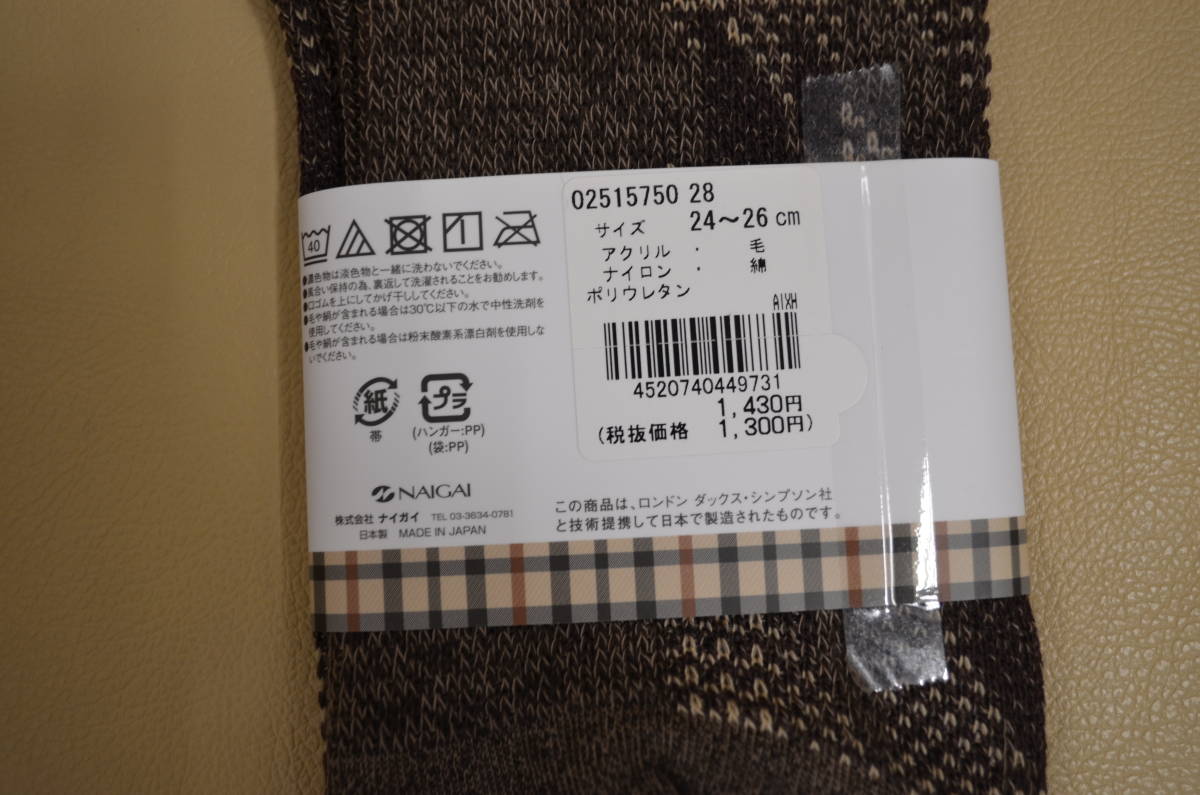 40
●濃色物は淡色物と一緒に洗わないでください。
●風合い保持の為、裏返して洗濯されることをお勧めします。
●口ゴムを上にしてかげ干ししてください。
●毛や絹が含まれる場合は30℃以下の水で中性洗剤を
使用してください。
●毛や絹が含まれる場合は粉末酸素系漂白剤を使用しな
いでください。
紙
帯
プラ
(ハンガー:PP)
(袋:PP)
NAIGAI
株式会社 ナイガイ TEL 03-3634-0781
日本製 MADE IN JAPAN
02515750 28
サイズ 24～26 cm
アクリル ・ 毛
ナイロン ・ 綿
ポリウレタン
AIXH
4520740449731
1,430円
(税抜価格 1,300円)
この商品は、ロンドン ダックス・シンプソン社
と技術提携して日本で製造されたものです。